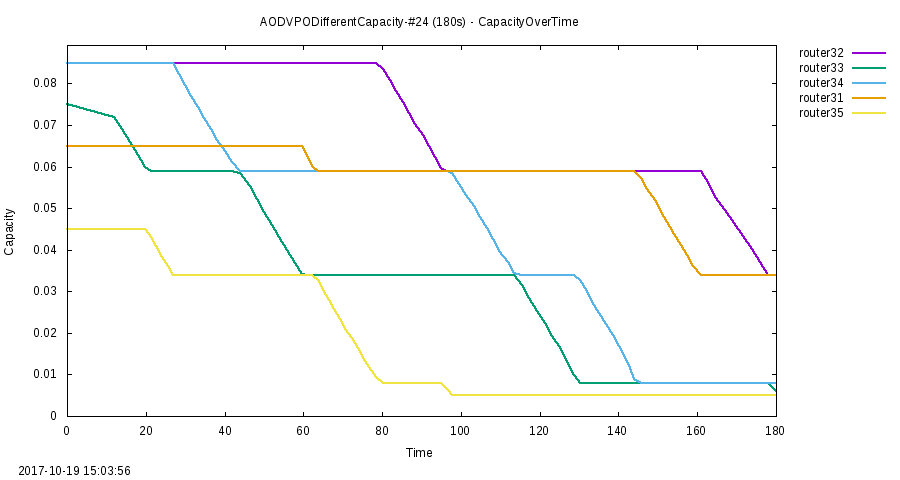 AODVPODifferentCapacity-#24 (180s) - CapacityOverTime
router32
router33
router34
router31
router35
0.08
0.07
0.06
0.05
0.04
0.03
0.02
0.01
0
Capacity
0 20 40 60 80 100 120 140 160 180
Time
2017-10-19 15:03:56